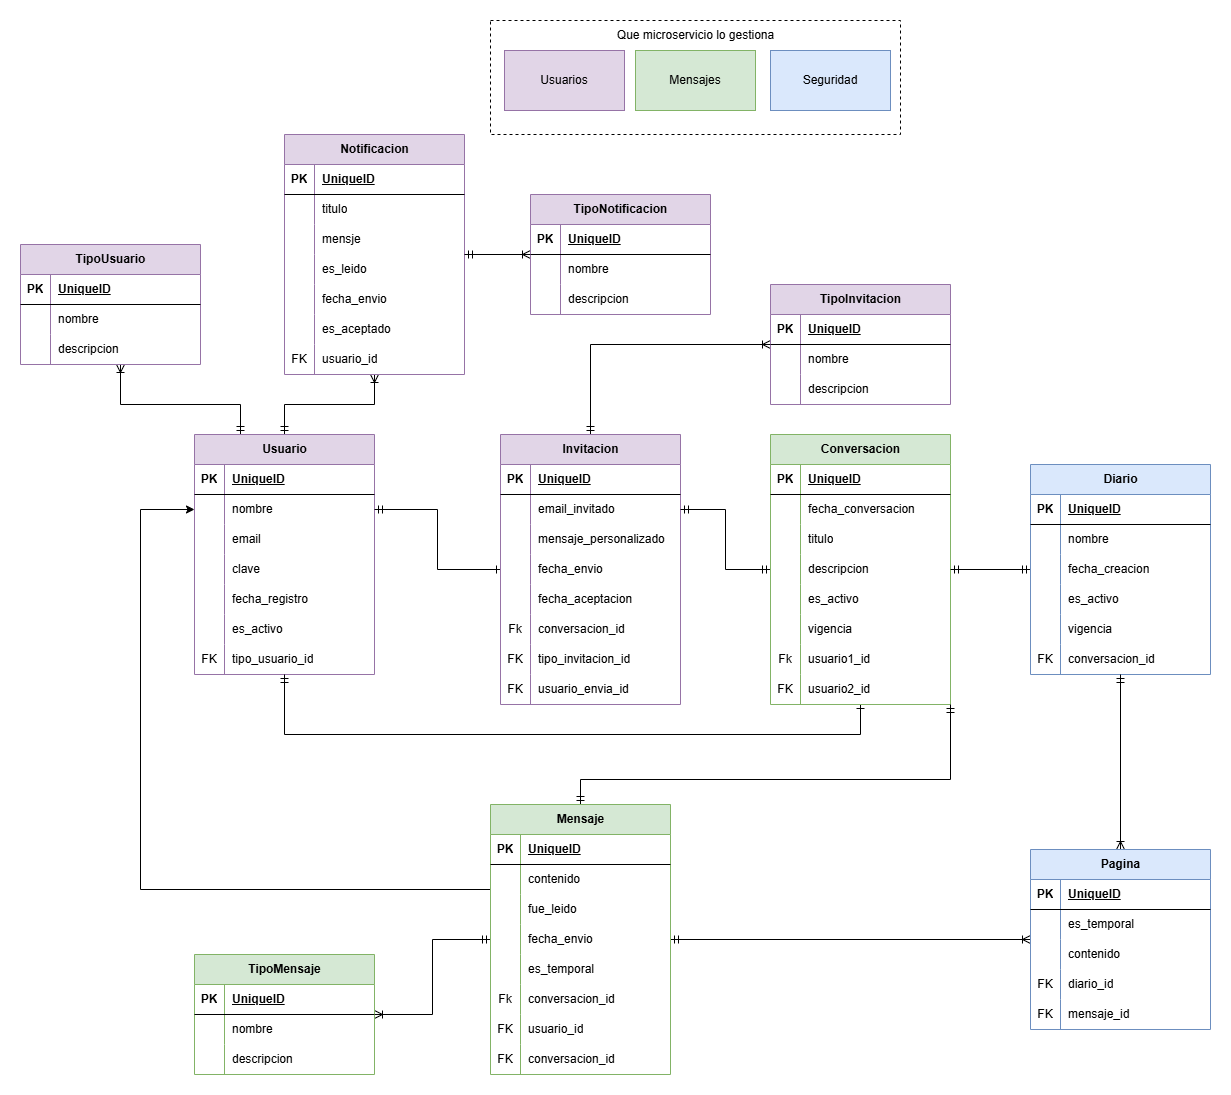 Que microservicio lo gestiona
Usuarios
Mensajes
Seguridad
Notificacion
PK UniqueID
titulo
mensje
es_leido
fecha_envio
es_aceptado
FK usuario_id
TipoNotificacion
PK UniqueID
nombre
descripcion
TipoUsuario
PK UniqueID
nombre
descripcion
TipoInvitacion
PK UniqueID
nombre
descripcion
Usuario
PK UniqueID
nombre
email
clave
fecha_registro
es_activo
FK tipo_usuario_id
Invitacion
PK UniqueID
email_invitado
mensaje_personalizado
fecha_envio
fecha_aceptacion
Fk conversacion_id
FK tipo_invitacion_id
FK usuario_envia_id
Conversacion
PK UniqueID
fecha_conversacion
titulo
descripcion
es_activo
vigencia
Fk usuario1_id
FK usuario2_id
Diario
PK UniqueID
nombre
fecha_creacion
es_activo
vigencia
FK conversacion_id
Mensaje
PK UniqueID
contenido
fue_leido
fecha_envio
es_temporal
Fk conversacion_id
FK usuario_id
FK conversacion_id
Pagina
PK UniqueID
es_temporal
contenido
FK diario_id
FK mensaje_id
TipoMensaje
PK UniqueID
nombre
descripcion